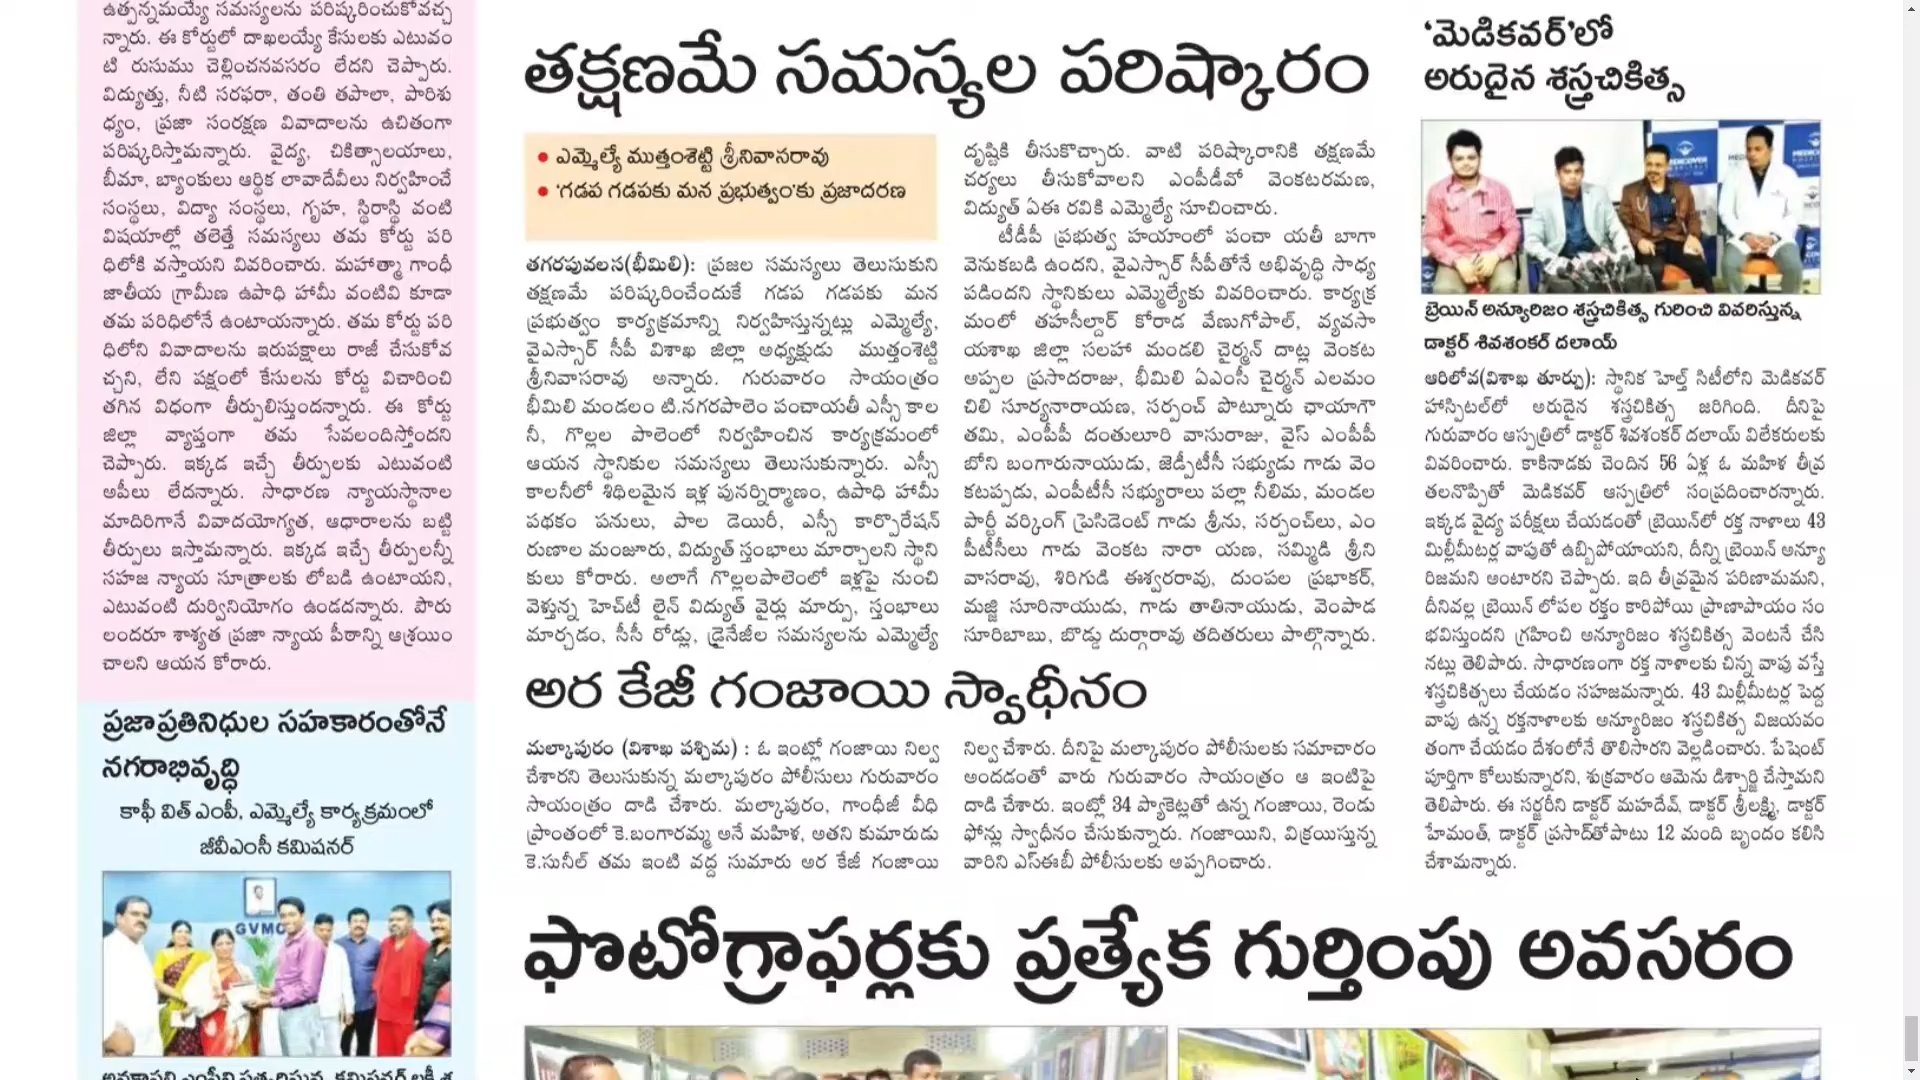 ఉత్పన్నమయ్యే సమస్యలను పరిష్కరించుకోవచ్చ
న్నారు. ఈ కోర్టులో దాఖలయ్యే కేసులకు ఎటువం
టి రుసుము చెల్లించనవసరం లేదని చెప్పారు.
విద్యుత్తు, నీటి సరఫరా, తంతి తపాలా, పారిశు
ధ్యం, ప్రజా సంరక్షణ వివాదాలను ఉచితంగా
పరిష్కరిస్తామన్నారు. వైద్య, చికిత్సాలయాలు,
బీమా, బ్యాంకులు ఆర్థిక లావాదేవీలు నిర్వహించే
సంస్థలు, విద్యా సంస్థలు, గృహ, స్థిరాస్థి వంటి
విషయాల్లో తలెత్తే సమస్యలు తమ కోర్టు పరి
ధిలోకి వస్తాయని వివరించారు. మహాత్మా గాంధీ
జాతీయ గ్రామీణ ఉపాధి హామీ వంటివి కూడా
తమ పరిధిలోనే ఉంటాయన్నారు. తమ కోర్టు పరి
ధిలోని వివాదాలను ఇరుపక్షాలు రాజీ చేసుకోవ
చ్చని, లేని పక్షంలో కేసులను కోర్టు విచారించి
తగిన విధంగా తీర్పులిస్తుందన్నారు. ఈ కోర్టు
జిల్లా వ్యాప్తంగా తమ సేవలందిస్తోందని
చెప్పారు. ఇక్కడ ఇచ్చే తీర్పులకు ఎటువంటి
అపీలు లేదన్నారు. సాధారణ న్యాయస్థానాల
మాదిరిగానే వివాదయోగ్యత, ఆధారాలను బట్టి
తీర్పులు ఇస్తామన్నారు. ఇక్కడ ఇచ్చే తీర్పులన్నీ
సహజ న్యాయ సూత్రాలకు లోబడి ఉంటాయని,
ఎటువంటి దుర్వినియోగం ఉండదన్నారు. పౌరు
లందరూ శాశ్వత ప్రజా న్యాయ పీఠాన్ని ఆశ్రయిం
చాలని ఆయన కోరారు.
ప్రజాప్రతినిధుల సహకారంతోనే
నగరాభివృద్ధి
కాఫీ విత్ ఎంపీ, ఎమ్మెల్యే కార్యక్రమంలో
జీవీఎంసీ కమిషనర్
GVMC
తక్షణమే సమస్యల పరిష్కారం
● ఎమ్మెల్యే ముత్తంశెట్టి శ్రీనివాసరావు
● ‘గడప గడపకు మన ప్రభుత్వం’కు ప్రజాదరణ
తగరపువలస(భీమిలి): ప్రజల సమస్యలు తెలుసుకుని
తక్షణమే పరిష్కరించేందుకే గడప గడపకు మన
ప్రభుత్వం కార్యక్రమాన్ని నిర్వహిస్తున్నట్లు ఎమ్మెల్యే,
వైఎస్సార్ సీపీ విశాఖ జిల్లా అధ్యక్షుడు ముత్తంశెట్టి
శ్రీనివాసరావు అన్నారు. గురువారం సాయంత్రం
భీమిలి మండలం టి.నగరపాలెం పంచాయతీ ఎస్సీ కాల
నీ, గొల్లల పాలెంలో నిర్వహించిన కార్యక్రమంలో
ఆయన స్థానికుల సమస్యలు తెలుసుకున్నారు. ఎస్సీ
కాలనీలో శిథిలమైన ఇళ్ల పునర్నిర్మాణం, ఉపాధి హామీ
పథకం పనులు, పాల డెయిరీ, ఎస్సీ కార్పొరేషన్
రుణాల మంజూరు, విద్యుత్ స్తంభాలు మార్చాలని స్థాని
కులు కోరారు. అలాగే గొల్లలపాలెంలో ఇళ్లపై నుంచి
వెళ్తున్న హెచ్‌టీ లైన్ విద్యుత్ వైర్లు మార్పు, స్తంభాలు
మార్చడం, సీసీ రోడ్లు, డ్రైనేజీల సమస్యలను ఎమ్మెల్యే
దృష్టికి తీసుకొచ్చారు. వాటి పరిష్కారానికి తక్షణమే
చర్యలు తీసుకోవాలని ఎంపీడీవో వెంకటరమణ,
విద్యుత్ ఏఈ రవికి ఎమ్మెల్యే సూచించారు.
టీడీపీ ప్రభుత్వ హయాంలో పంచా యతీ బాగా
వెనుకబడి ఉందని, వైఎస్సార్ సీపీతోనే అభివృద్ధి సాధ్య
పడిందని స్థానికులు ఎమ్మెల్యేకు వివరించారు. కార్యక్ర
మంలో తహసీల్దార్ కోరాడ వేణుగోపాల్, వ్యవసా
యశాఖ జిల్లా సలహా మండలి చైర్మన్ దాట్ల వెంకట
అప్పల ప్రసాదరాజు, భీమిలి ఏఎంసీ చైర్మన్ ఎలమం
చిలి సూర్యనారాయణ, సర్పంచ్ పొట్నూరు ఛాయాగౌ
తమి, ఎంపీపీ దంతులూరి వాసురాజు, వైస్ ఎంపీపీ
బోని బంగారునాయుడు, జెడ్పీటీసీ సభ్యుడు గాడు వెం
కటప్పడు, ఎంపీటీసీ సభ్యురాలు పల్లా నీలిమ, మండల
పార్టీ వర్కింగ్ ప్రెసిడెంట్ గాడు శ్రీను, సర్పంచ్‌లు, ఎం
పీటీసీలు గాడు వెంకట నారా యణ, సమ్మిడి శ్రీని
వాసరావు, శిరిగుడి ఈశ్వరరావు, దుంపల ప్రభాకర్,
మజ్జి సూరినాయుడు, గాడు తాతినాయుడు, వెంపాడ
సూరిబాబు, బొడ్డు దుర్గారావు తదితరులు పాల్గొన్నారు.
అర కేజీ గంజాయి స్వాధీనం
మల్కాపురం (విశాఖ పశ్చిమ) : ఓ ఇంట్లో గంజాయి నిల్వ
చేశారని తెలుసుకున్న మల్కాపురం పోలీసులు గురువారం
సాయంత్రం దాడి చేశారు. మల్కాపురం, గాంధీజీ వీధి
ప్రాంతంలో కె.బంగారమ్మ అనే మహిళ, అతని కుమారుడు
కె.సునీల్ తమ ఇంటి వద్ద సుమారు అర కేజీ గంజాయి
నిల్వ చేశారు. దీనిపై మల్కాపురం పోలీసులకు సమాచారం
అందడంతో వారు గురువారం సాయంత్రం ఆ ఇంటిపై
దాడి చేశారు. ఇంట్లో 34 ప్యాకెట్లతో ఉన్న గంజాయి, రెండు
ఫోన్లు స్వాధీనం చేసుకున్నారు. గంజాయిని, విక్రయిస్తున్న
వారిని ఎస్ఈబీ పోలీసులకు అప్పగించారు.
‘మెడికవర్’లో
అరుదైన శస్త్రచికిత్స
MEDICOVER
బ్రెయిన్ అన్యూరిజం శస్త్రచికిత్స గురించి వివరిస్తున్న
డాక్టర్ శివశంకర్ దలాయ్
ఆరిలోవ(విశాఖ తూర్పు): స్థానిక హెల్త్ సిటీలోని మెడికవర్
హాస్పిటల్‌లో అరుదైన శస్త్రచికిత్స జరిగింది. దీనిపై
గురువారం ఆస్పత్రిలో డాక్టర్ శివశంకర్ దలాయ్ విలేకరులకు
వివరించారు. కాకినాడకు చెందిన 56 ఏళ్ల ఓ మహిళ తీవ్ర
తలనొప్పితో మెడికవర్ ఆస్పత్రిలో సంప్రదించారన్నారు.
ఇక్కడ వైద్య పరీక్షలు చేయడంతో బ్రెయిన్‌లో రక్త నాళాలు 43
మిల్లీమీటర్ల వాపుతో ఉబ్బిపోయాయని, దీన్ని బ్రెయిన్ అన్యూ
రిజమని అంటారని చెప్పారు. ఇది తీవ్రమైన పరిణామమని,
దీనివల్ల బ్రెయిన్ లోపల రక్తం కారిపోయి ప్రాణాపాయం సం
భవిస్తుందని గ్రహించి అన్యూరిజం శస్త్రచికిత్స వెంటనే చేసి
నట్లు తెలిపారు. సాధారణంగా రక్త నాళాలకు చిన్న వాపు వస్తే
శస్త్రచికిత్సలు చేయడం సహజమన్నారు. 43 మిల్లీమీటర్ల పెద్ద
వాపు ఉన్న రక్తనాళాలకు అన్యూరిజం శస్త్రచికిత్స విజయవం
తంగా చేయడం దేశంలోనే తొలిసారని వెల్లడించారు. పేషెంట్
పూర్తిగా కోలుకున్నారని, శుక్రవారం ఆమెను డిశ్చార్జి చేస్తామని
తెలిపారు. ఈ సర్జరీని డాక్టర్ మహదేష్, డాక్టర్ శ్రీలక్ష్మి, డాక్టర్
హేమంత్, డాక్టర్ ప్రసాద్‌తోపాటు 12 మంది బృందం కలిసి
చేశామన్నారు.
ఫొటోగ్రాఫర్లకు ప్రత్యేక గుర్తింపు అవసరం